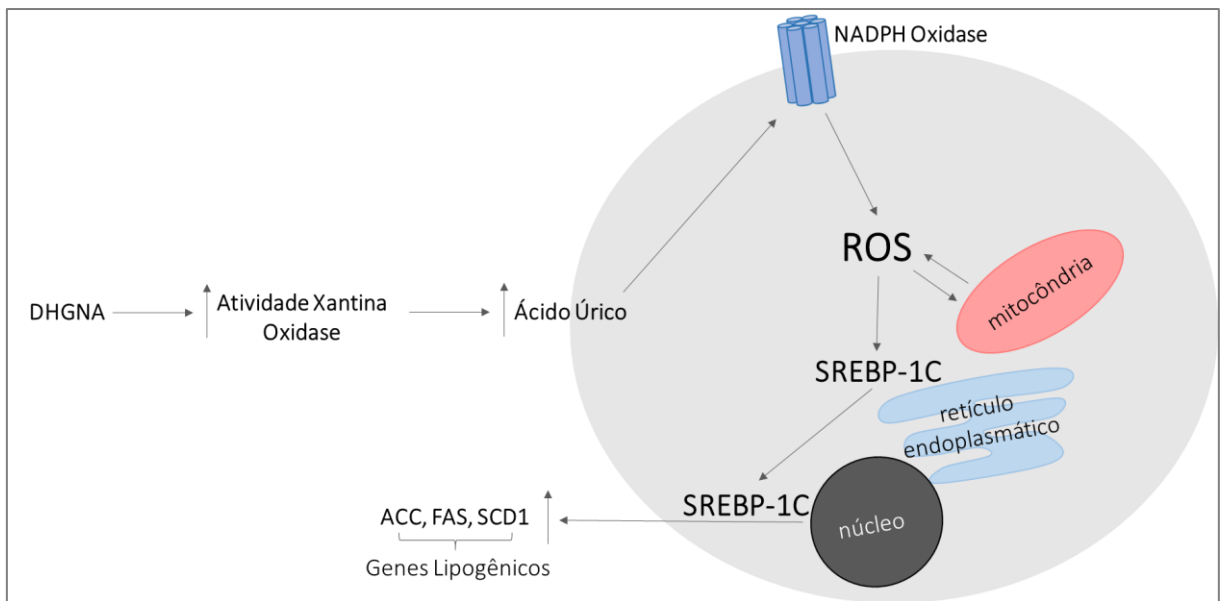 NADPH Oxidase
ROS
mitocôndria
DHGNA
Atividade Xantina
Oxidase
Ácido Úrico
SREBP-1C
retículo
endoplasmático
SREBP-1C
núcleo
ACC, FAS, SCD1
Genes Lipogênicos